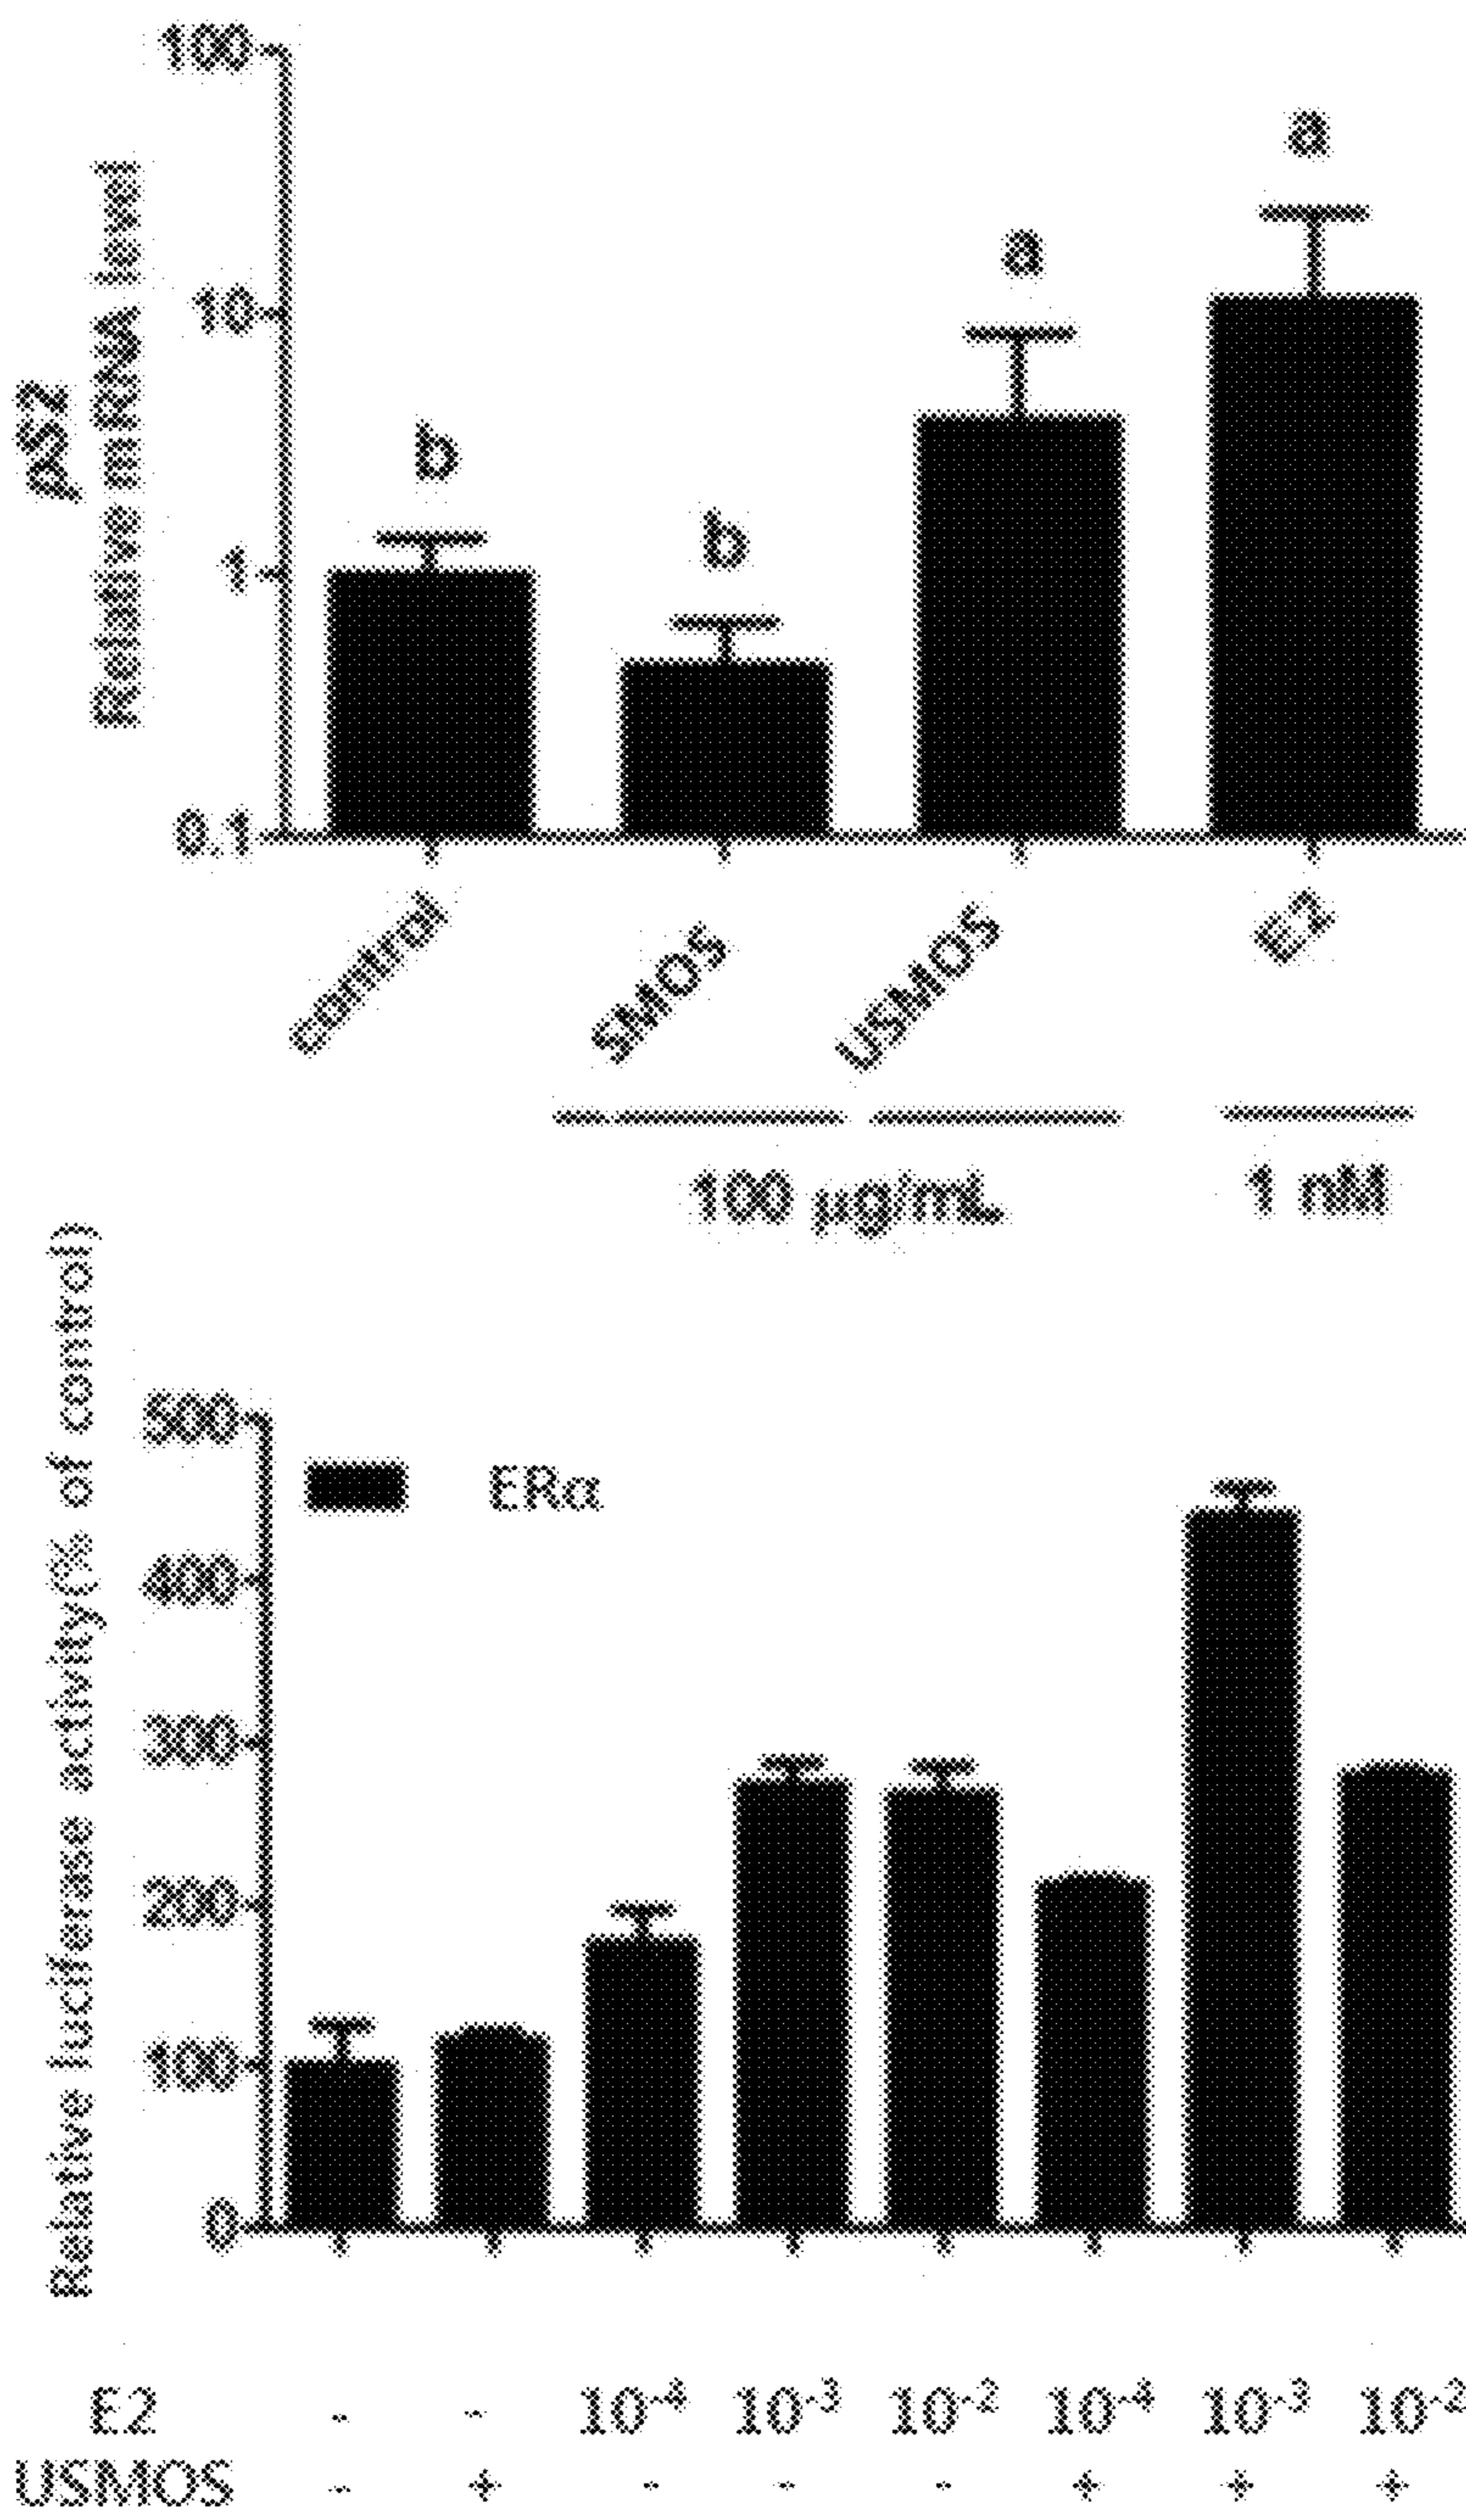 pS2
Relative mRNA level
100
10
1
0.1
b
b
a
a
Control
SMOS
USMOS
E2
100 μg/mL
1 nM
Relative luciferase activity(% of control)
500
400
300
200
100
0
ERα
E2 - - 10⁻⁴ 10⁻³ 10⁻² 10⁻⁴ 10⁻³ 10⁻²
USMOS - + - - - + + +